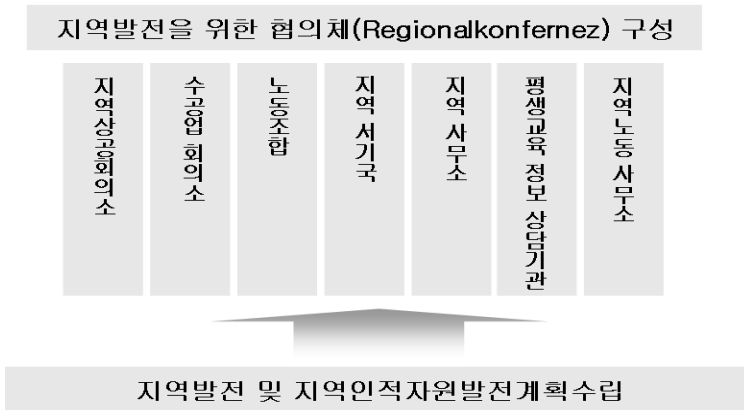 지역발전을 위한 협의체(Regionalkonfernez) 구성
지역상공회의소
수공업 회의소
노동조합
지역 서기국
지역 사무소
평생교육 정보 상담기관
지역노동 사무소
지역발전 및 지역인적자원발전계획수립